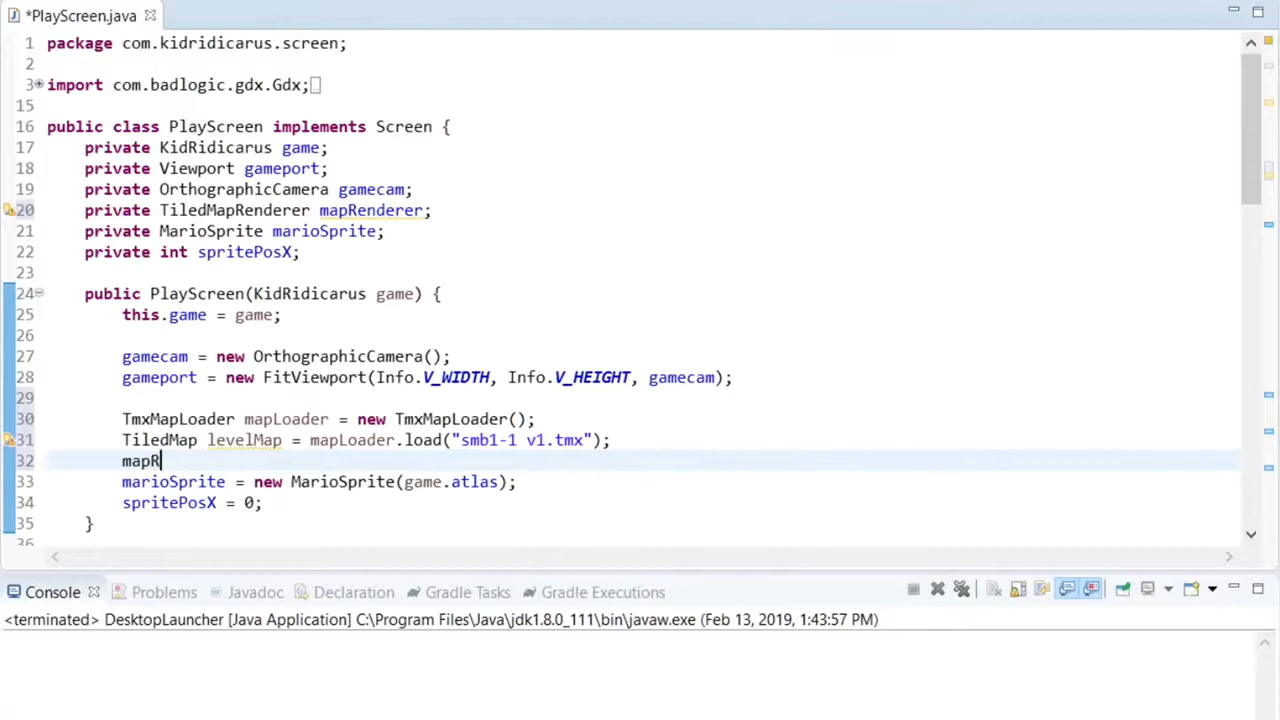 *PlayScreen.java
1 package com.kidridicarus.screen;
2
3 import com.badlogic.gdx.Gdx;
15
16 public class PlayScreen implements Screen {
17 private KidRidicarus game;
18 private Viewport gameport;
19 private OrthographicCamera gamecam;
20 private TiledMapRenderer mapRenderer;
21 private MarioSprite marioSprite;
22 private int spritePosX;
23
24 public PlayScreen(KidRidicarus game) {
25 this.game = game;
26
27 gamecam = new OrthographicCamera();
28 gameport = new FitViewport(Info.V_WIDTH, Info.V_HEIGHT, gamecam);
29
30 TmxMapLoader mapLoader = new TmxMapLoader();
31 TiledMap levelMap = mapLoader.load("smb1-1 v1.tmx");
32 mapR
33 marioSprite = new MarioSprite(game.atlas);
34 spritePosX = 0;
35 }
36
Console Problems Javadoc Declaration Gradle Tasks Gradle Executions
<terminated> DesktopLauncher [Java Application] C:\Program Files\Java\jdk1.8.0_111\bin\javaw.exe (Feb 13, 2019, 1:43:57 PM)